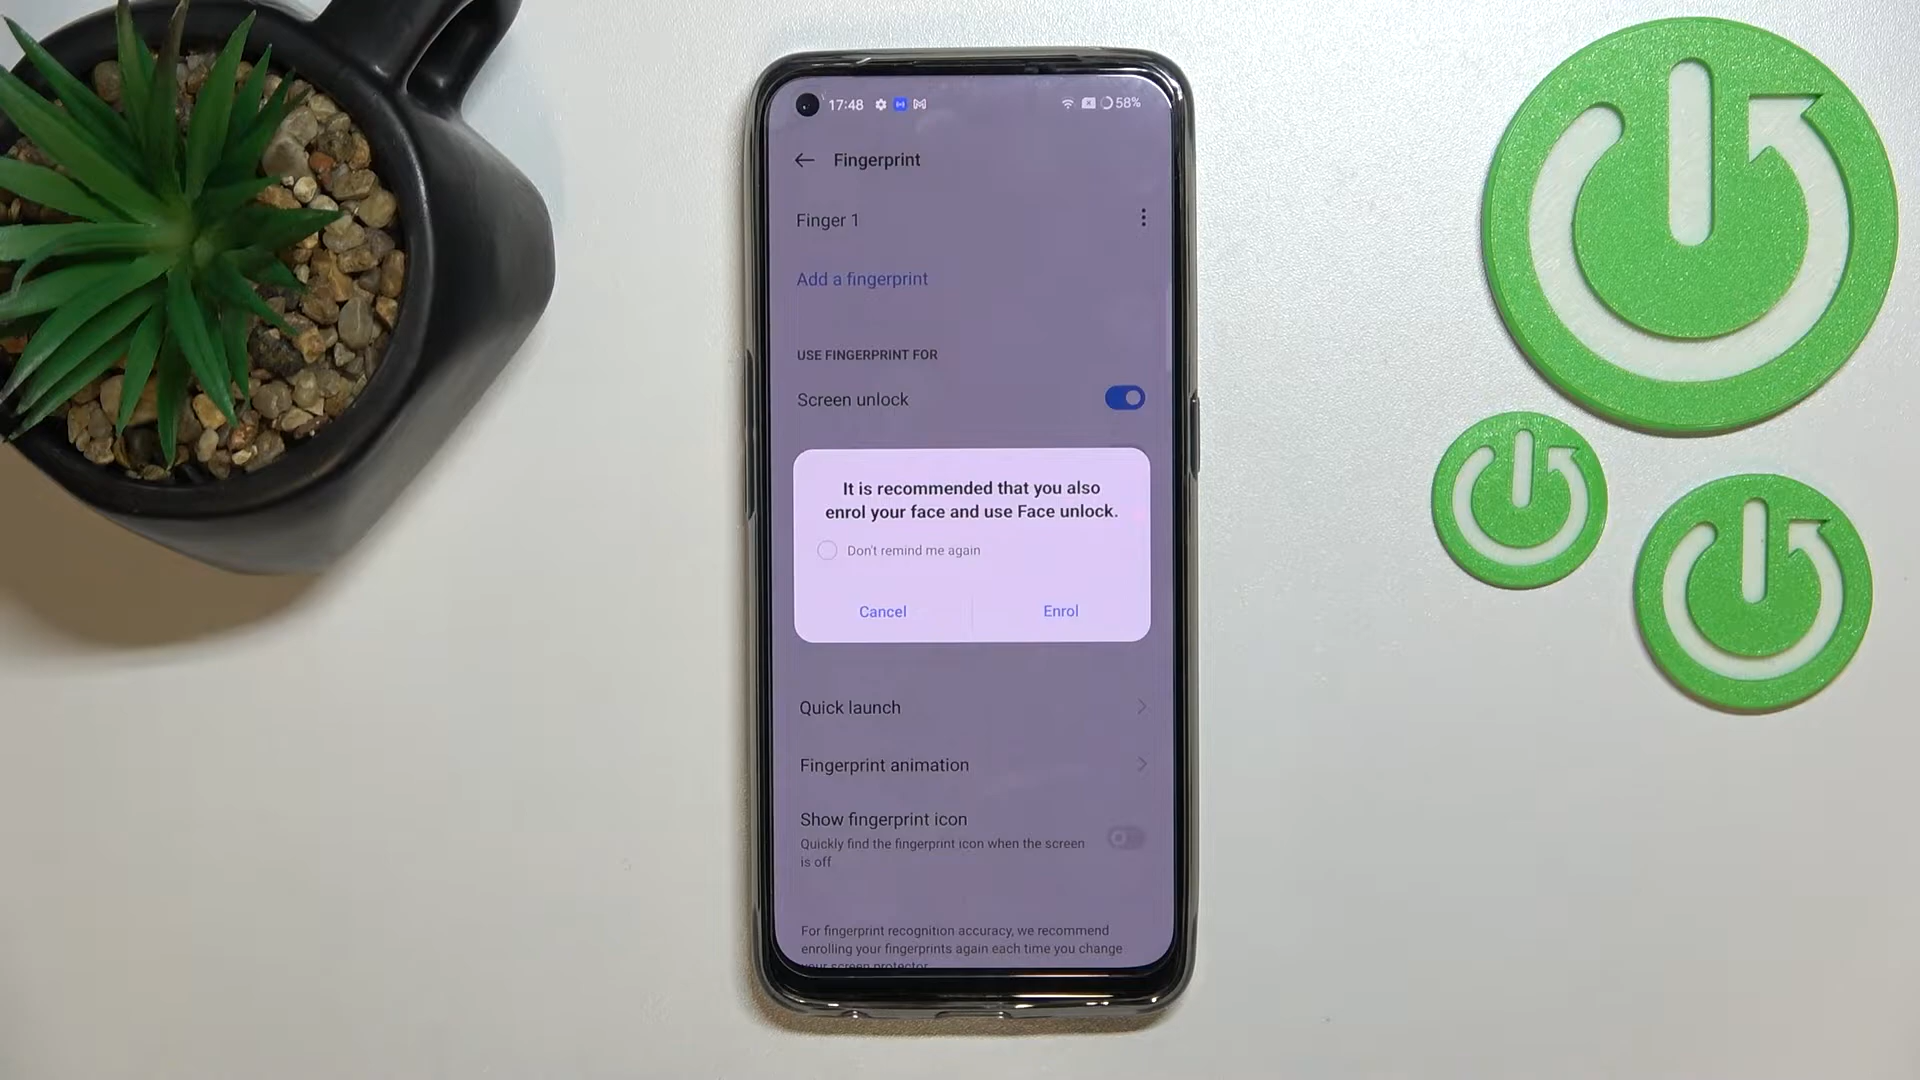 17:48 58%
Fingerprint
Finger 1
Add a fingerprint
USE FINGERPRINT FOR
Screen unlock
It is recommended that you also
enrol your face and use Face unlock.
Don't remind me again
Cancel Enrol
Quick launch
Fingerprint animation
Show fingerprint icon
Quickly find the fingerprint icon when the screen
is off
For fingerprint recognition accuracy, we recommend
enrolling your fingerprints again each time you change
your screen protector.